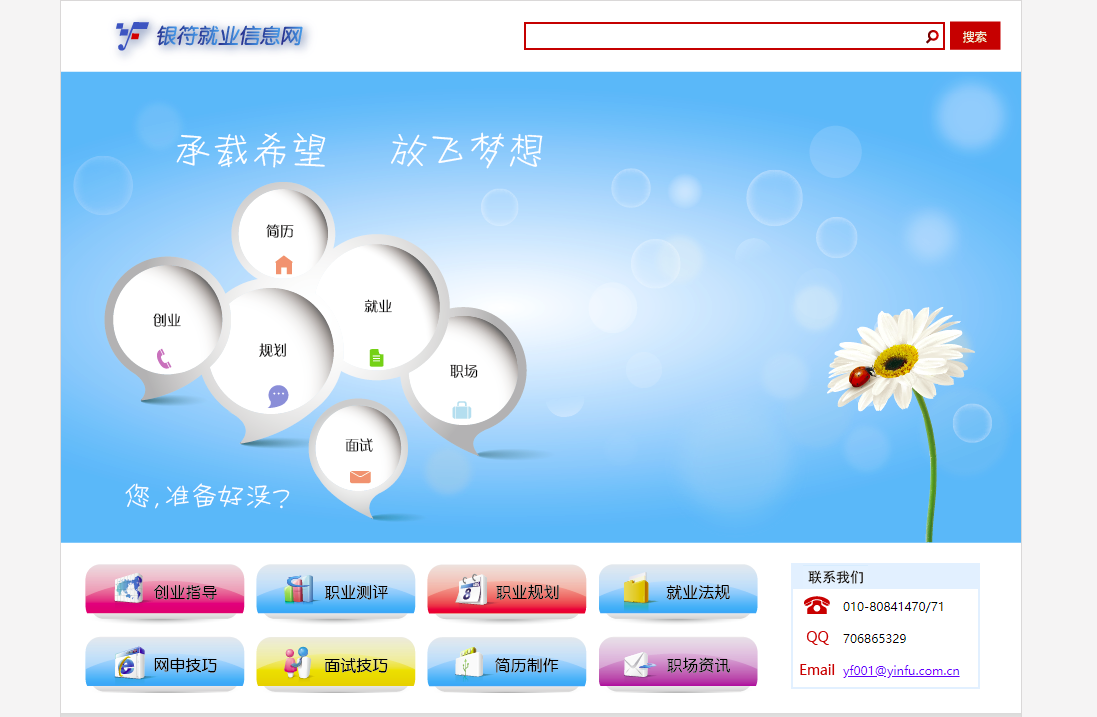 银符就业信息网
搜索
承载希望 放飞梦想
简历
就业
创业
规划
职场
面试
您,准备好没?
创业指导 职业测评 职业规划 就业法规
网申技巧 面试技巧 简历制作 职场资讯
联系我们
010-80841470/71
QQ 706865329
Email yf001@yinfu.com.cn